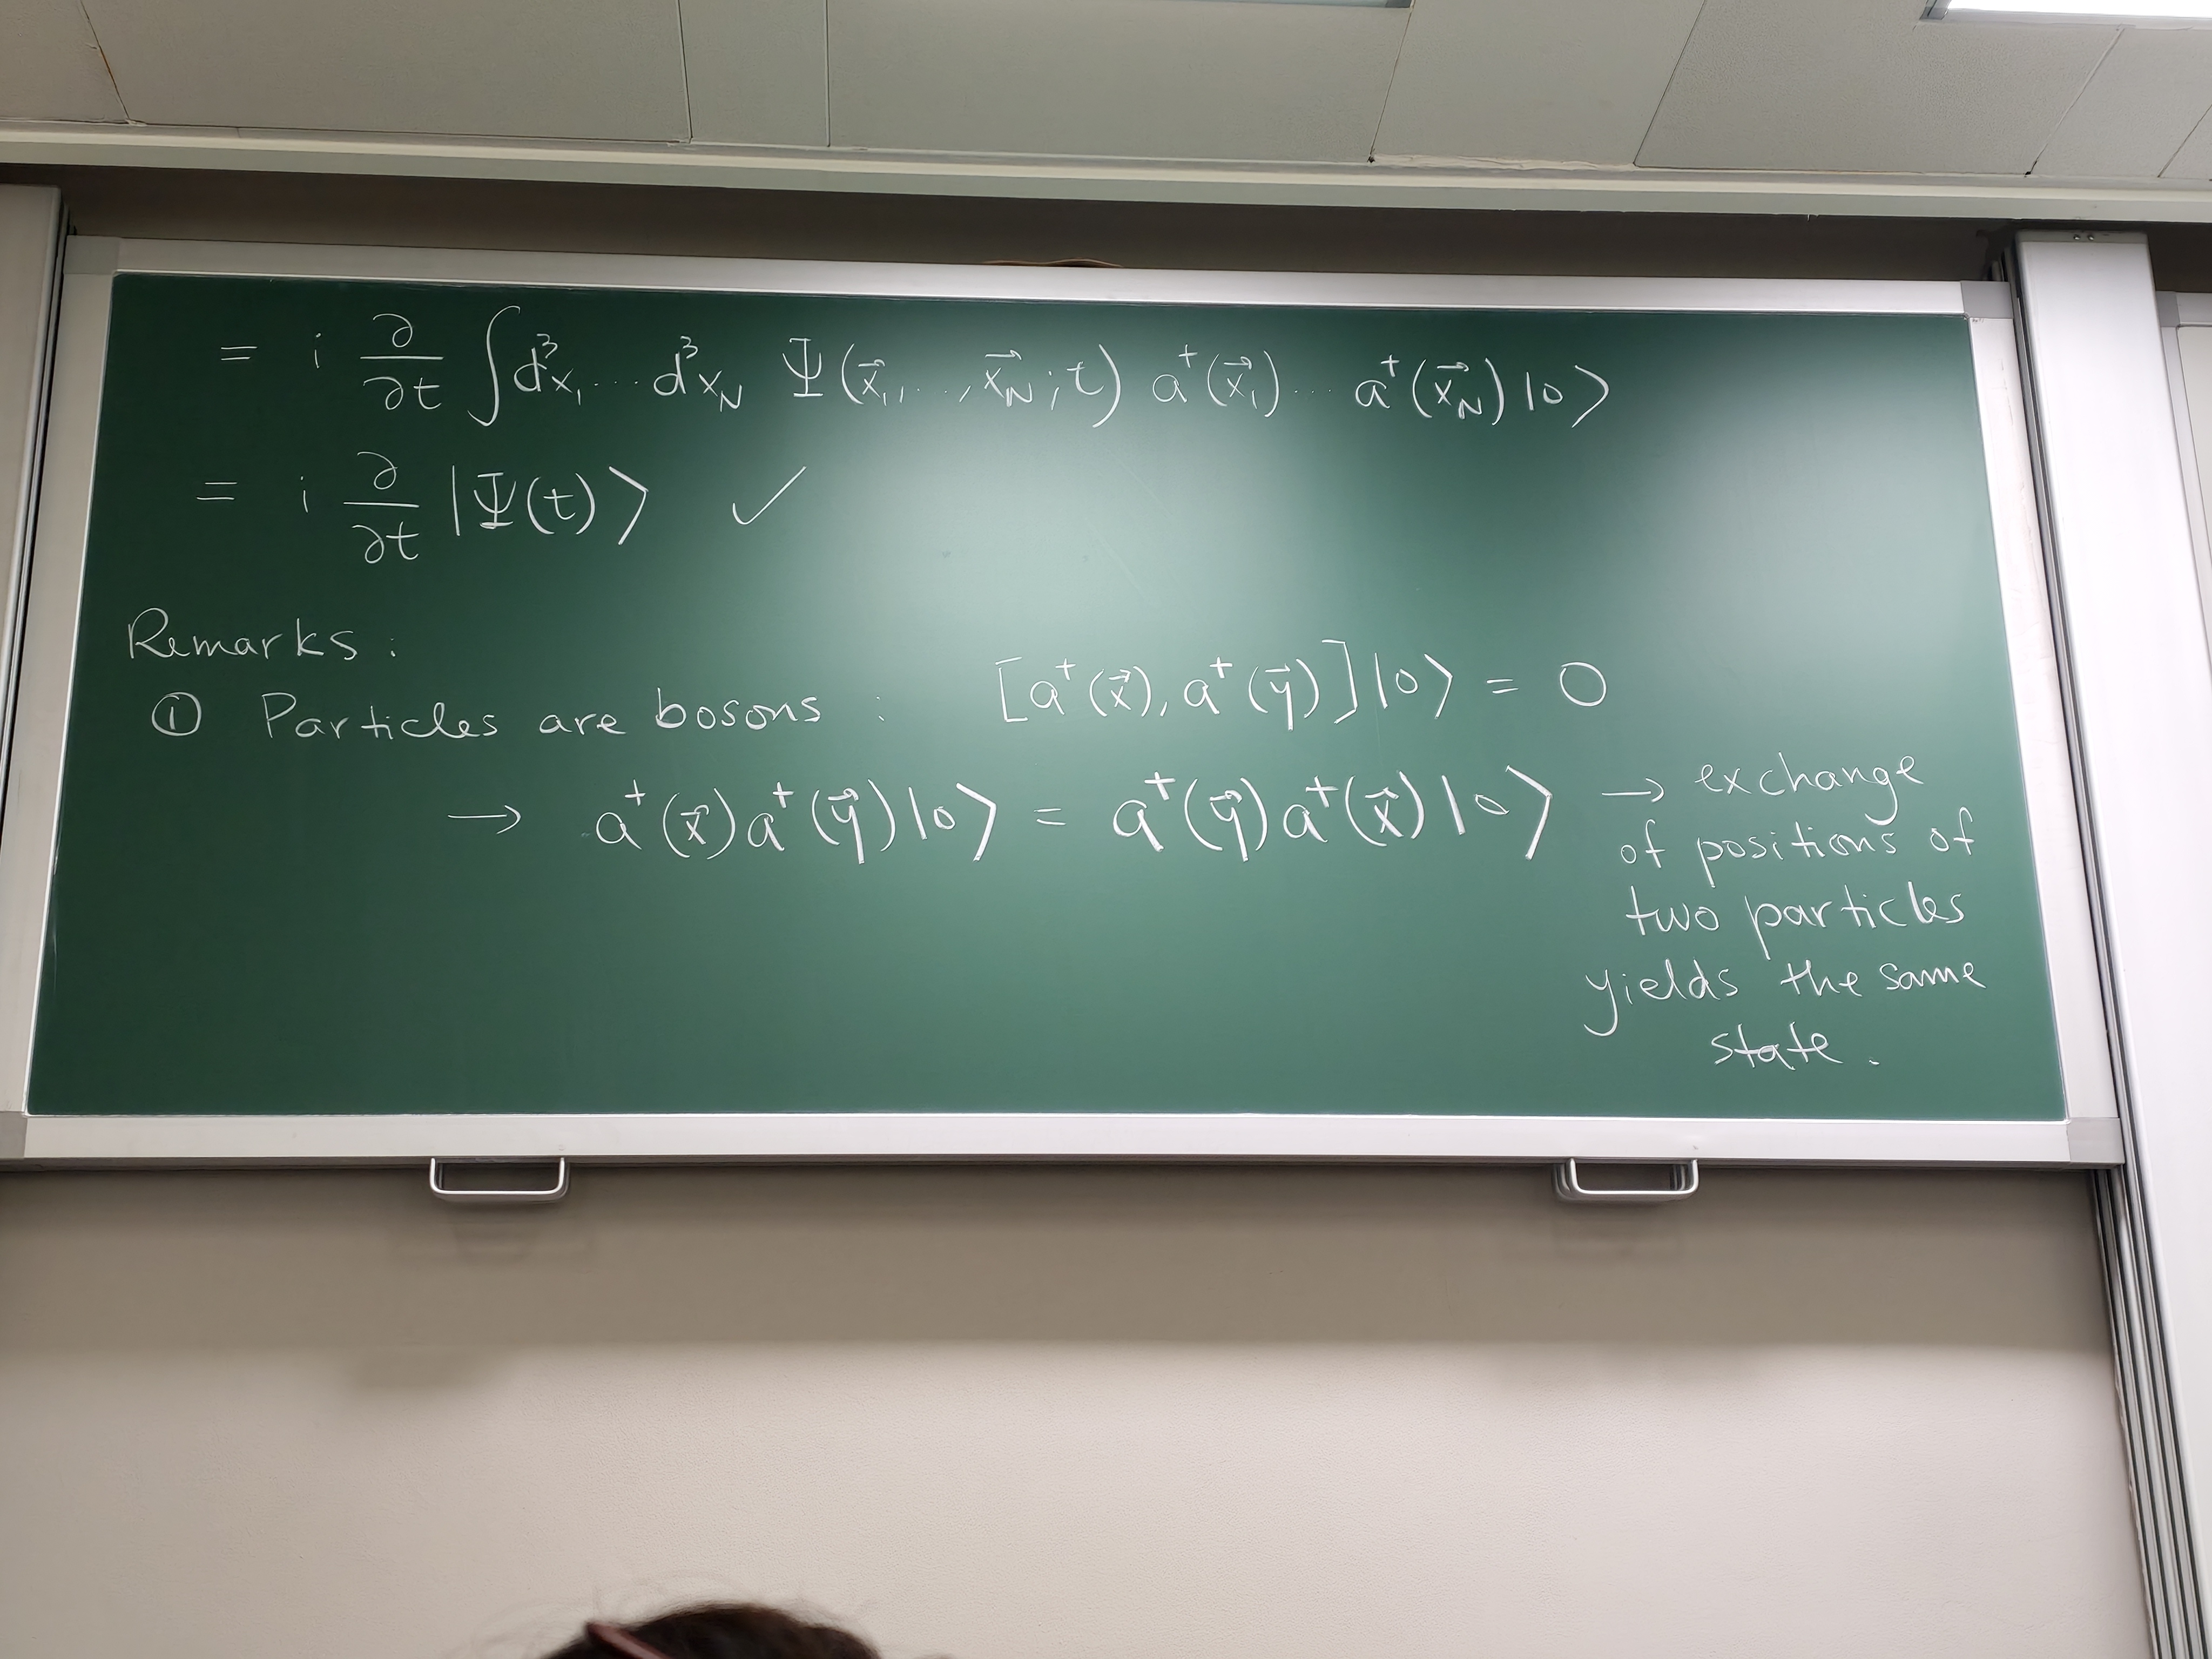 = i ∂/∂t ∫ d³x₁ ... d³x_N Ψ(x⃗₁, ..., x⃗_N ; t) a⁺(x⃗₁) ... a⁺(x⃗_N) |0⟩
= i ∂/∂t |Ψ(t)⟩ ✓
Remarks :
① Particles are bosons : [a⁺(x⃗), a⁺(y⃗)] |0⟩ = 0
→ a⁺(x⃗) a⁺(y⃗) |0⟩ = a⁺(y⃗) a⁺(x⃗) |0⟩ → exchange
of positions of
two particles
yields the same
state .